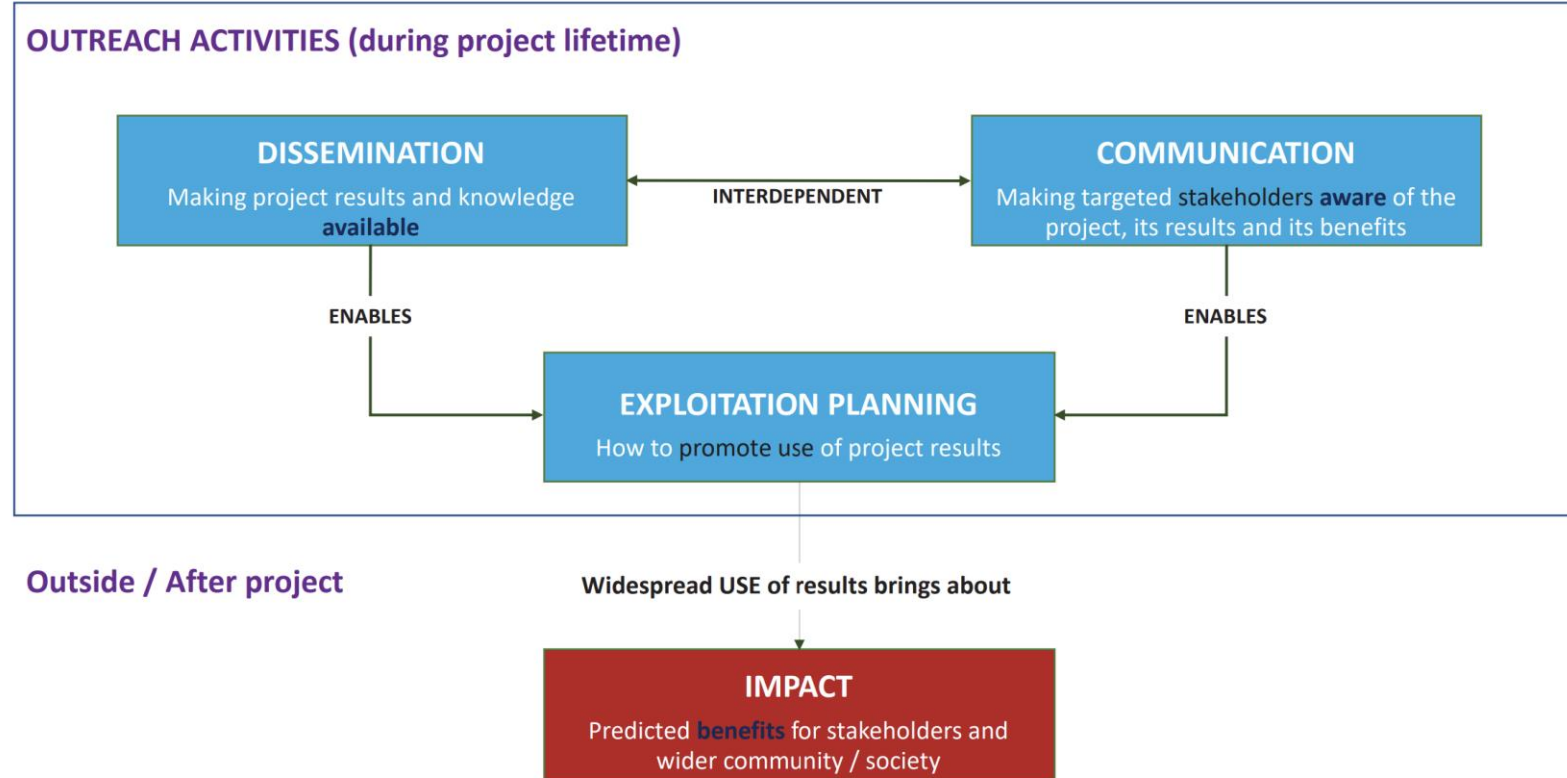 OUTREACH ACTIVITIES (during project lifetime)
DISSEMINATION
Making project results and knowledge
available
INTERDEPENDENT
COMMUNICATION
Making targeted stakeholders aware of the
project, its results and its benefits
ENABLES
ENABLES
EXPLOITATION PLANNING
How to promote use of project results
Outside / After project
Widespread USE of results brings about
IMPACT
Predicted benefits for stakeholders and
wider community / society